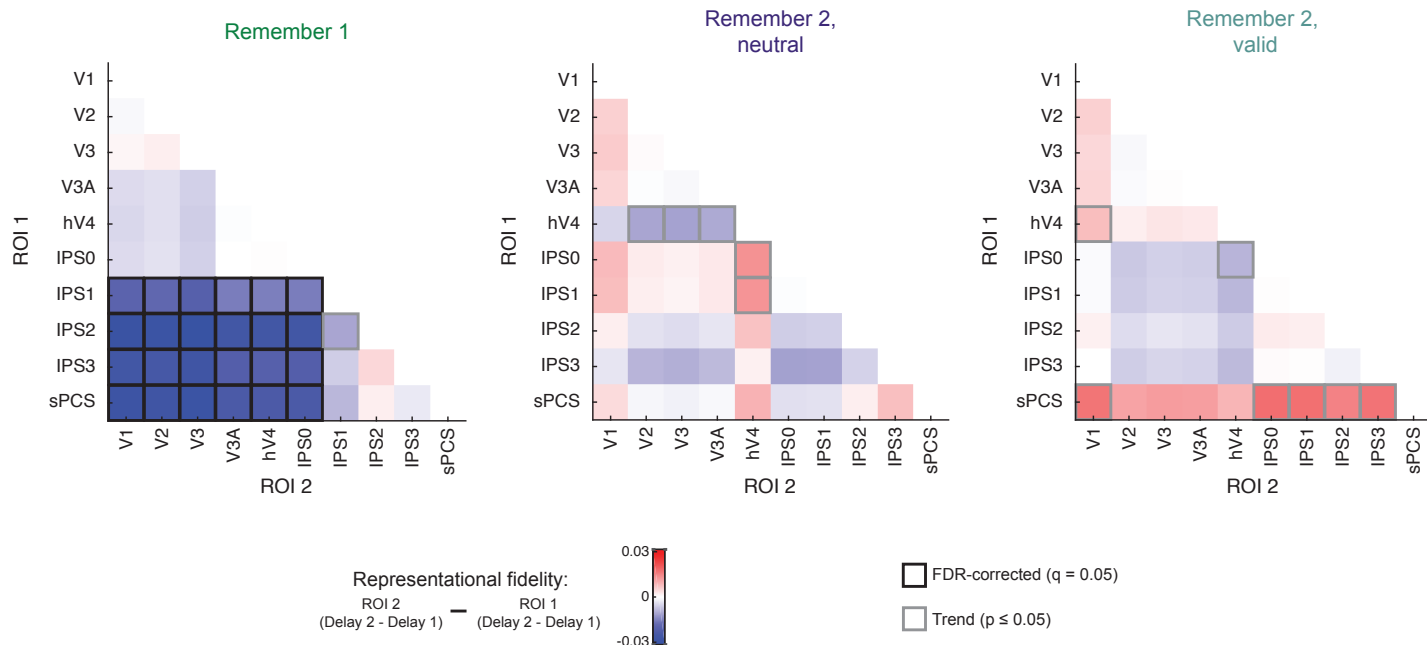 Remember 1
V1
V2
V3
V3A
hV4
IPS0
IPS1
IPS2
IPS3
sPCS
ROI 1
V1
V2
V3
V3A
hV4
IPS0
IPS1
IPS2
IPS3
sPCS
ROI 2
Remember 2,
neutral
V1
V2
V3
V3A
hV4
IPS0
IPS1
IPS2
IPS3
sPCS
ROI 1
V1
V2
V3
V3A
hV4
IPS0
IPS1
IPS2
IPS3
sPCS
ROI 2
Remember 2,
valid
V1
V2
V3
V3A
hV4
IPS0
IPS1
IPS2
IPS3
sPCS
ROI 1
V1
V2
V3
V3A
hV4
IPS0
IPS1
IPS2
IPS3
sPCS
ROI 2
Representational fidelity:
ROI 2
(Delay 2 - Delay 1)
ROI 1
(Delay 2 - Delay 1)
0.03
0
-0.03
FDR-corrected (q = 0.05)
Trend (p ≤ 0.05)